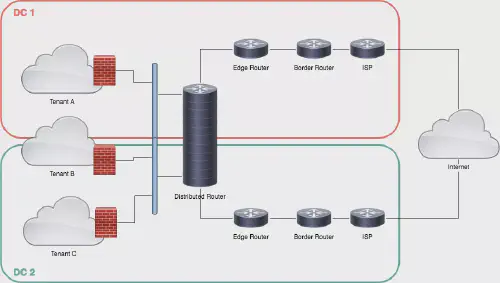 DC 1
Edge Router
Border Router
ISP
Tenant A
Tenant B
Internet
Distributed Router
Tenant C
Edge Router
Border Router
ISP
DC 2